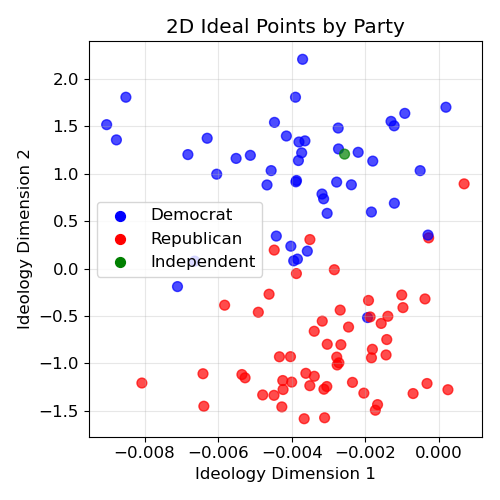 2D Ideal Points by Party
Ideology Dimension 2
2.0
1.5
1.0
0.5
0.0
−0.5
−1.0
−1.5
Democrat
Republican
Independent
−0.008 −0.006 −0.004 −0.002 0.000
Ideology Dimension 1